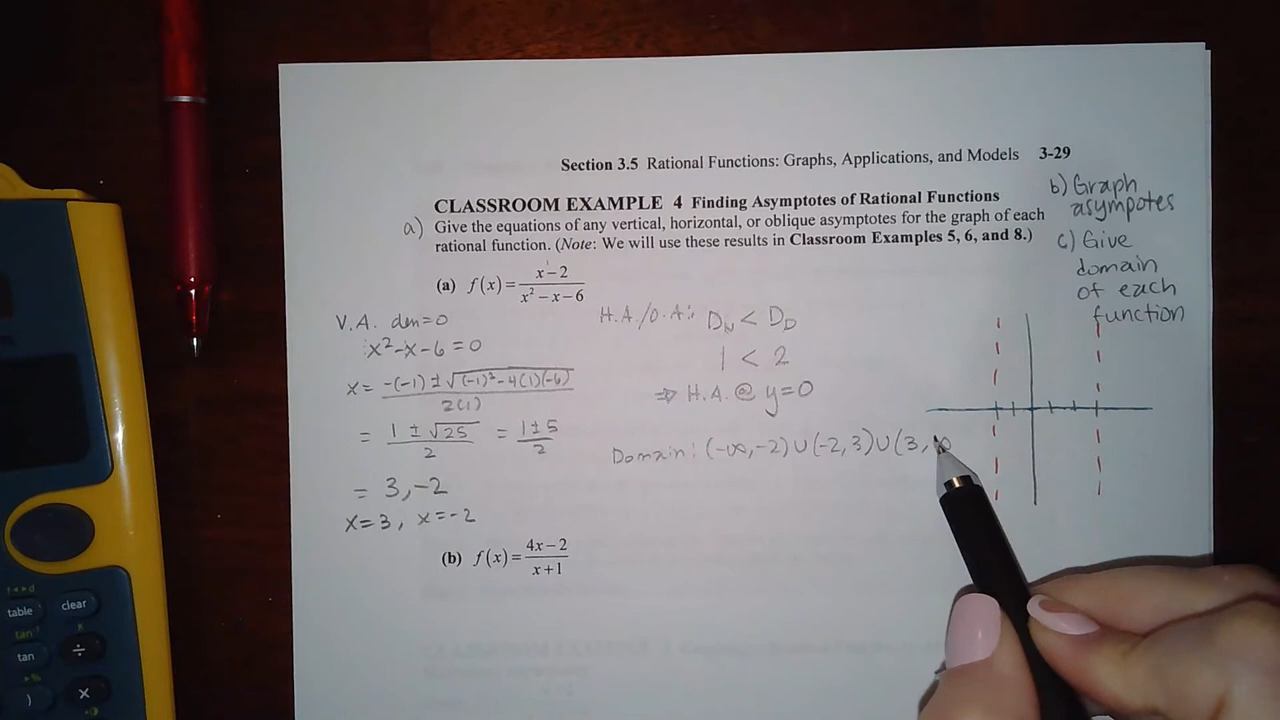 Section 3.5 Rational Functions: Graphs, Applications, and Models 3-29
CLASSROOM EXAMPLE 4 Finding Asymptotes of Rational Functions
a) Give the equations of any vertical, horizontal, or oblique asymptotes for the graph of each
rational function. (Note: We will use these results in Classroom Examples 5, 6, and 8.)
b) Graph
asympotes
c) Give
domain
of each
function
(a) f(x)=(x-2)/(x²-x-6)
V.A. den=0
x²-x-6=0
x= (-(-1)±√((-1)²-4(1)(-6)))/(2(1))
= (1±√25)/2 = (1±5)/2
= 3,-2
x=3, x=-2
H.A./O.A.: D_N < D_D
1 < 2
⇒ H.A. @ y=0
Domain: (-∞,-2)∪(-2,3)∪(3,
(b) f(x)=(4x-2)/(x+1)
table
clear
tan⁻¹
tan
÷
)
×